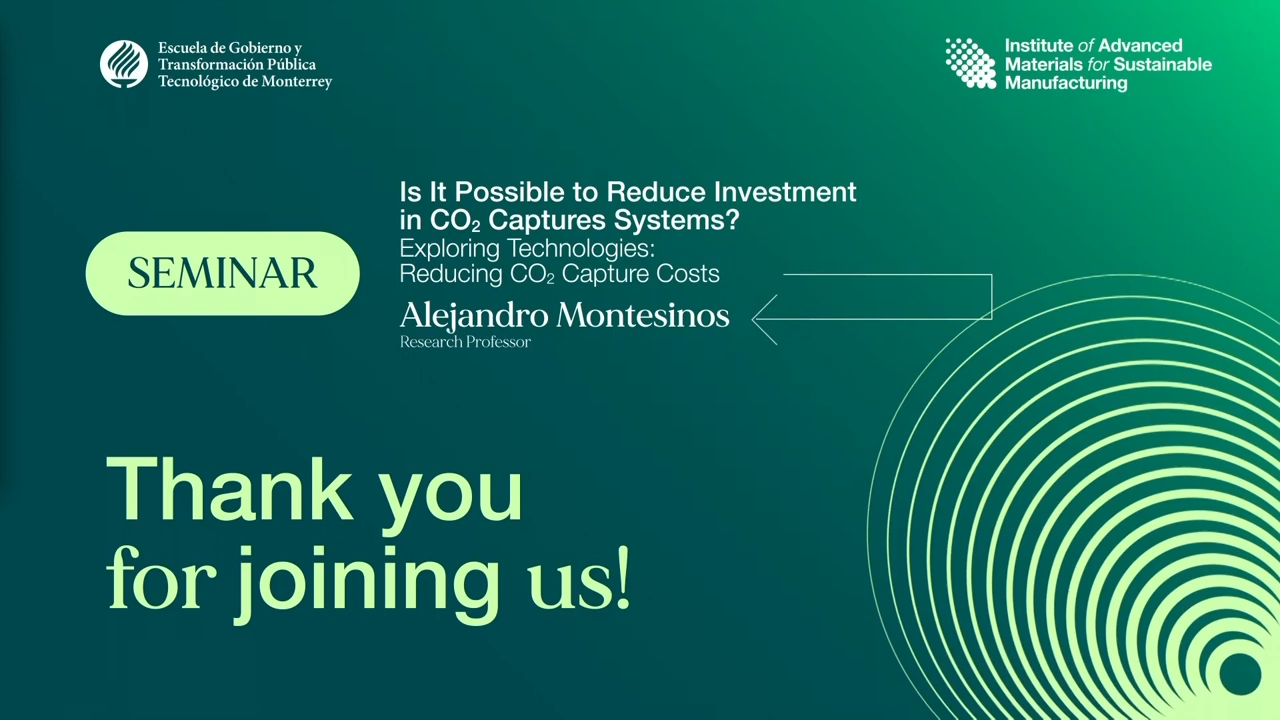 Escuela de Gobierno y
Transformación Pública
Tecnológico de Monterrey
Institute of Advanced
Materials for Sustainable
Manufacturing
SEMINAR
Is It Possible to Reduce Investment
in CO₂ Captures Systems?
Exploring Technologies:
Reducing CO₂ Capture Costs
Alejandro Montesinos
Research Professor
Thank you
for joining us!